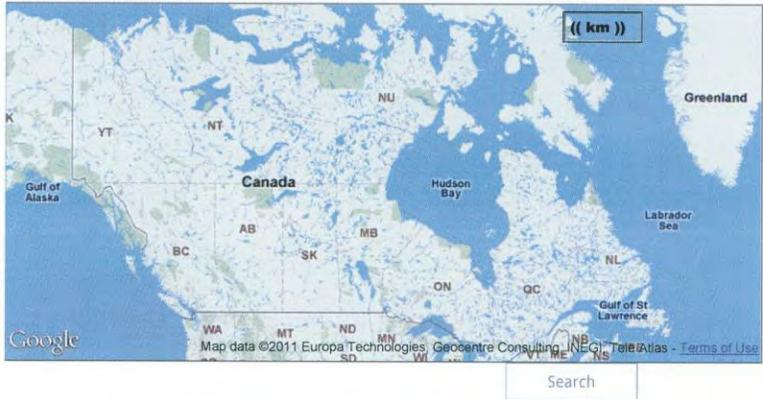 (( km ))
Greenland
NU
K
YT
NT
Canada
Hudson
Bay
Gulf of
Alaska
Labrador
Sea
AB
MB
BC
SK
NL
ON
QC
Gulf of St
Lawrence
WA
MT
ND
MN
NB
Google
Map data ©2011 Europa Technologies, Geocentre Consulting, INEGI, Tele Atlas - Terms of Use
SD
WI
VT
ME
NS
Search